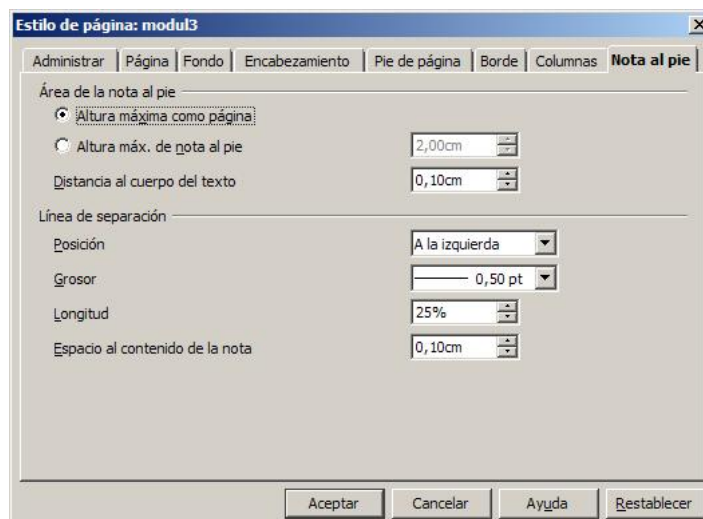 Estilo de página: modul3
Administrar Página Fondo Encabezamiento Pie de página Borde Columnas Nota al pie
Área de la nota al pie
Altura máxima como página
Altura máx. de nota al pie 2,00cm
Distancia al cuerpo del texto 0,10cm
Línea de separación
Posición A la izquierda
Grosor 0,50 pt
Longitud 25%
Espacio al contenido de la nota 0,10cm
Aceptar Cancelar Ayuda Restablecer